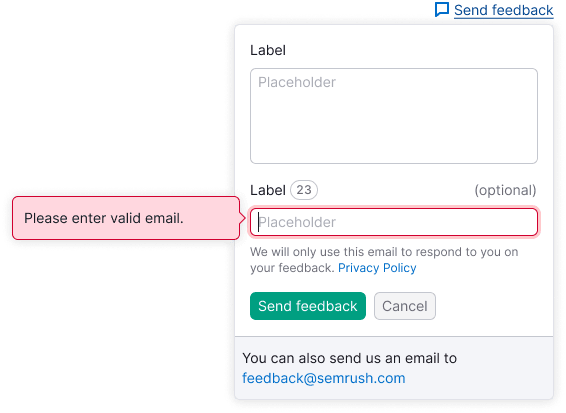 Send feedback
Label
Placeholder
Label 23 (optional)
Please enter valid email.
Placeholder
We will only use this email to respond to you on
your feedback. Privacy Policy
Send feedback Cancel
You can also send us an email to
feedback@semrush.com